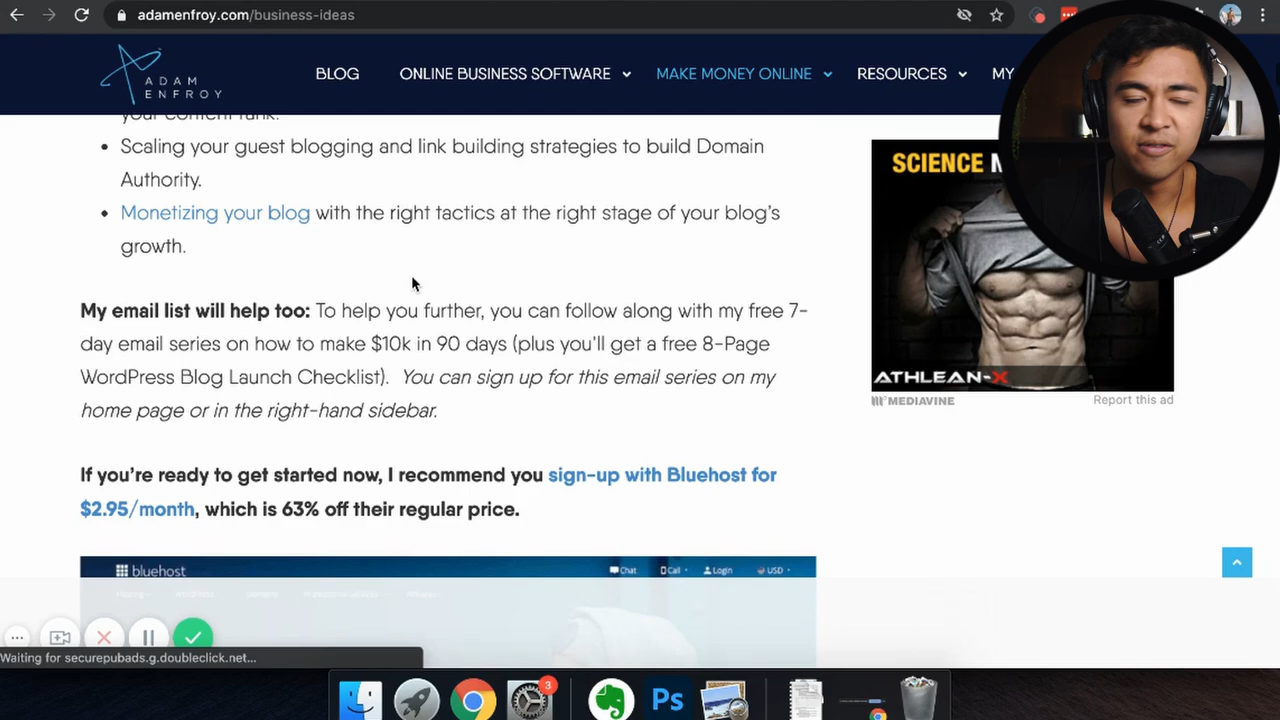 adamenfroy.com/business-ideas
ADAM
ENFROY
BLOG
ONLINE BUSINESS SOFTWARE
MAKE MONEY ONLINE
RESOURCES
MY
your content rank.
• Scaling your guest blogging and link building strategies to build Domain
Authority.
• Monetizing your blog with the right tactics at the right stage of your blog's
growth.
SCIENCE
ATHLEAN-X
MEDIAVINE
Report this ad
My email list will help too: To help you further, you can follow along with my free 7-
day email series on how to make $10k in 90 days (plus you'll get a free 8-Page
WordPress Blog Launch Checklist). You can sign up for this email series on my
home page or in the right-hand sidebar.
If you're ready to get started now, I recommend you sign-up with Bluehost for
$2.95/month, which is 63% off their regular price.
bluehost
Chat
Call
Login
USD
Waiting for securepubads.g.doubleclick.net...
3
Ps